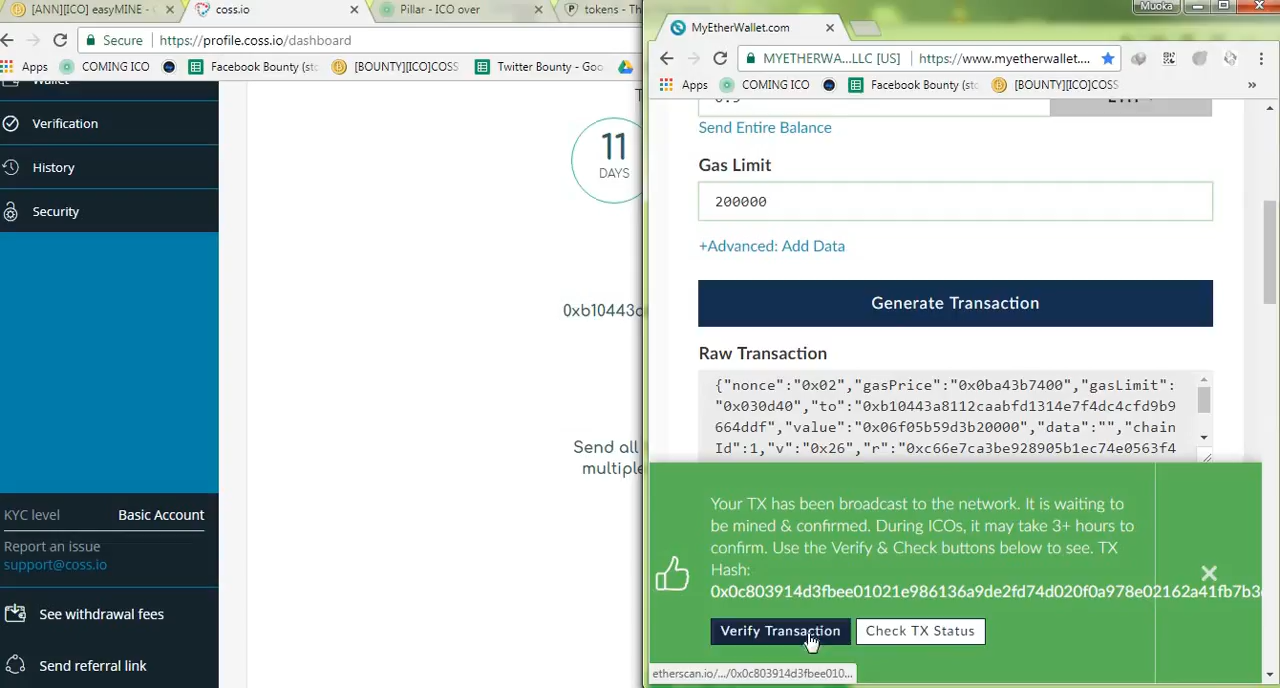 [ANN][ICO] easyMINE -
coss.io
Pillar - ICO over
tokens - Th
Secure
https://profile.coss.io/dashboard
Apps
COMING ICO
Facebook Bounty (stc
[BOUNTY][ICO]COSS
Twitter Bounty - Goo
Wallet
Verification
History
Security
KYC level
Basic Account
Report an issue
support@coss.io
See withdrawal fees
Send referral link
T
11
DAYS
0xb10443a
Send all
multiple
Muoka
MyEtherWallet.com
MYETHERWA...LLC [US]
https://www.myetherwallet....
Apps
COMING ICO
Facebook Bounty (stc
[BOUNTY][ICO]COSS
»
Send Entire Balance
Gas Limit
200000
+Advanced: Add Data
Generate Transaction
Raw Transaction
{"nonce":"0x02","gasPrice":"0x0ba43b7400","gasLimit":
"0x030d40","to":"0xb10443a8112caabfd1314e7f4dc4cfd9b9
664ddf","value":"0x06f05b59d3b20000","data":"","chain
Id":1,"v":"0x26","r":"0xc66e7ca3be928905b1ec74e0563f4
Your TX has been broadcast to the network. It is waiting to
be mined & confirmed. During ICOs, it may take 3+ hours to
confirm. Use the Verify & Check buttons below to see. TX
Hash:
0x0c803914d3fbee01021e986136a9de2fd74d020f0a978e02162a41fb7b3
Verify Transaction
Check TX Status
etherscan.io/.../0x0c803914d3fbee010...